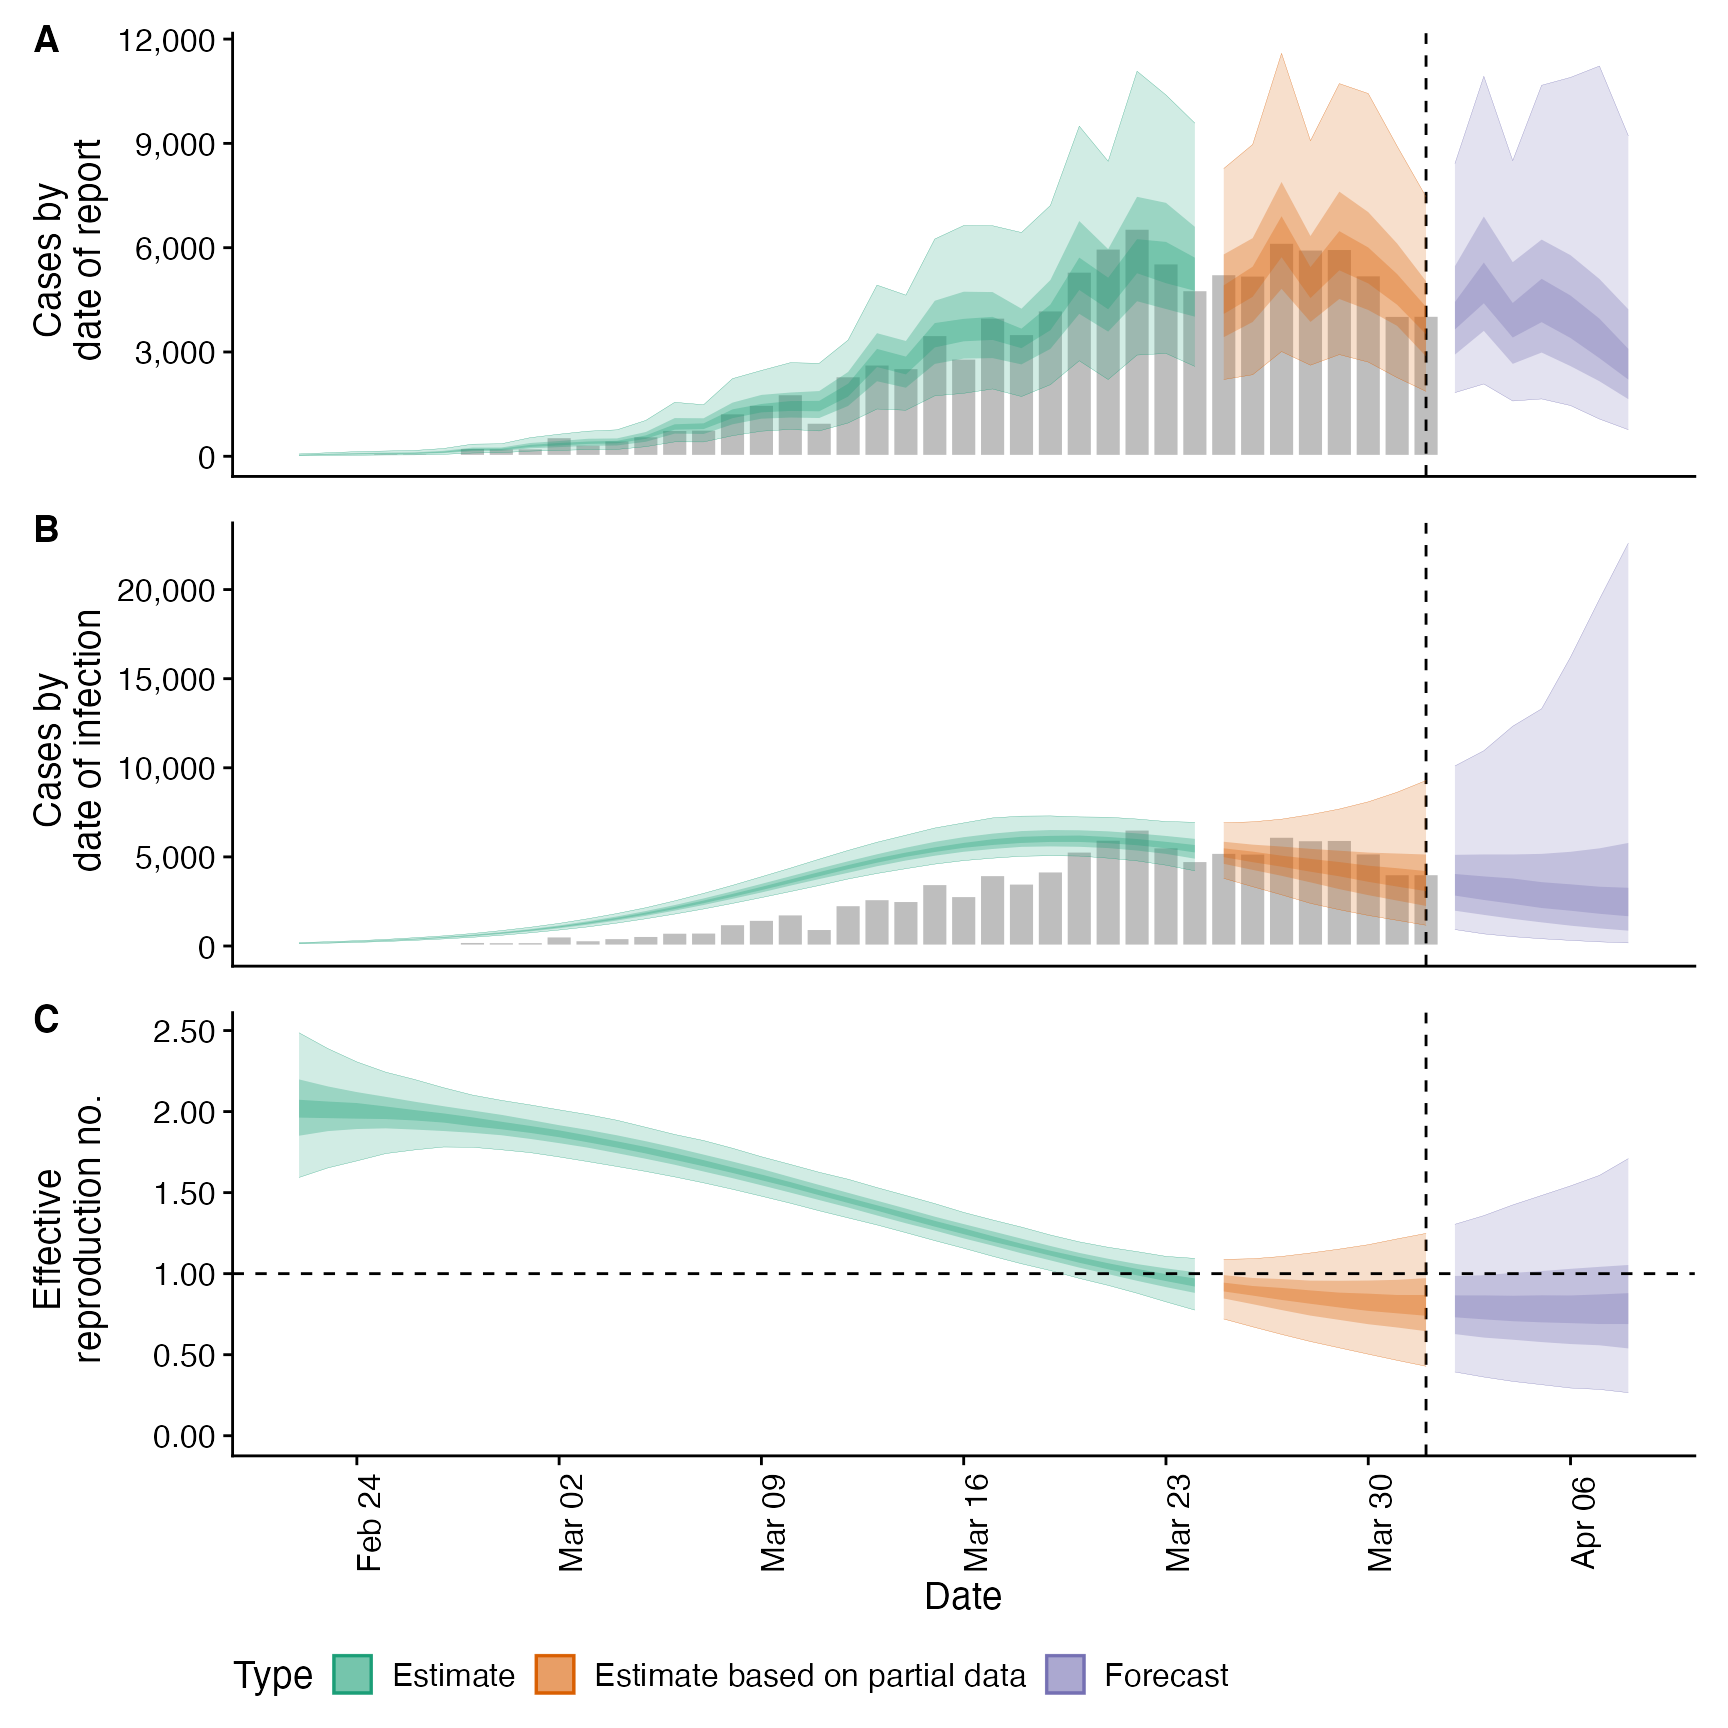 A
12,000
9,000
6,000
3,000
0
Cases by
date of report
B
20,000
15,000
10,000
5,000
0
Cases by
date of infection
C
2.50
2.00
1.50
1.00
0.50
0.00
Effective
reproduction no.
Feb 24
Mar 02
Mar 09
Mar 16
Mar 23
Mar 30
Apr 06
Date
Type Estimate Estimate based on partial data Forecast